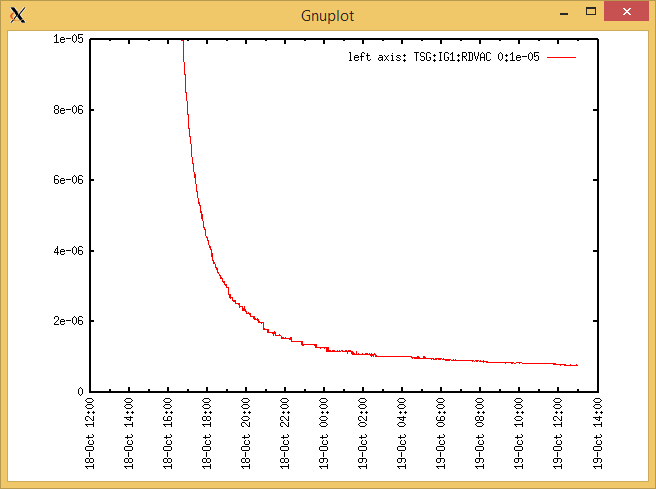 Gnuplot
left axis: TSG:IG1:RDVAC 0:1e-05
1e-05
8e-06
6e-06
4e-06
2e-06
0
18-Oct 12:00
18-Oct 14:00
18-Oct 16:00
18-Oct 18:00
18-Oct 20:00
18-Oct 22:00
19-Oct 00:00
19-Oct 02:00
19-Oct 04:00
19-Oct 06:00
19-Oct 08:00
19-Oct 10:00
19-Oct 12:00
19-Oct 14:00